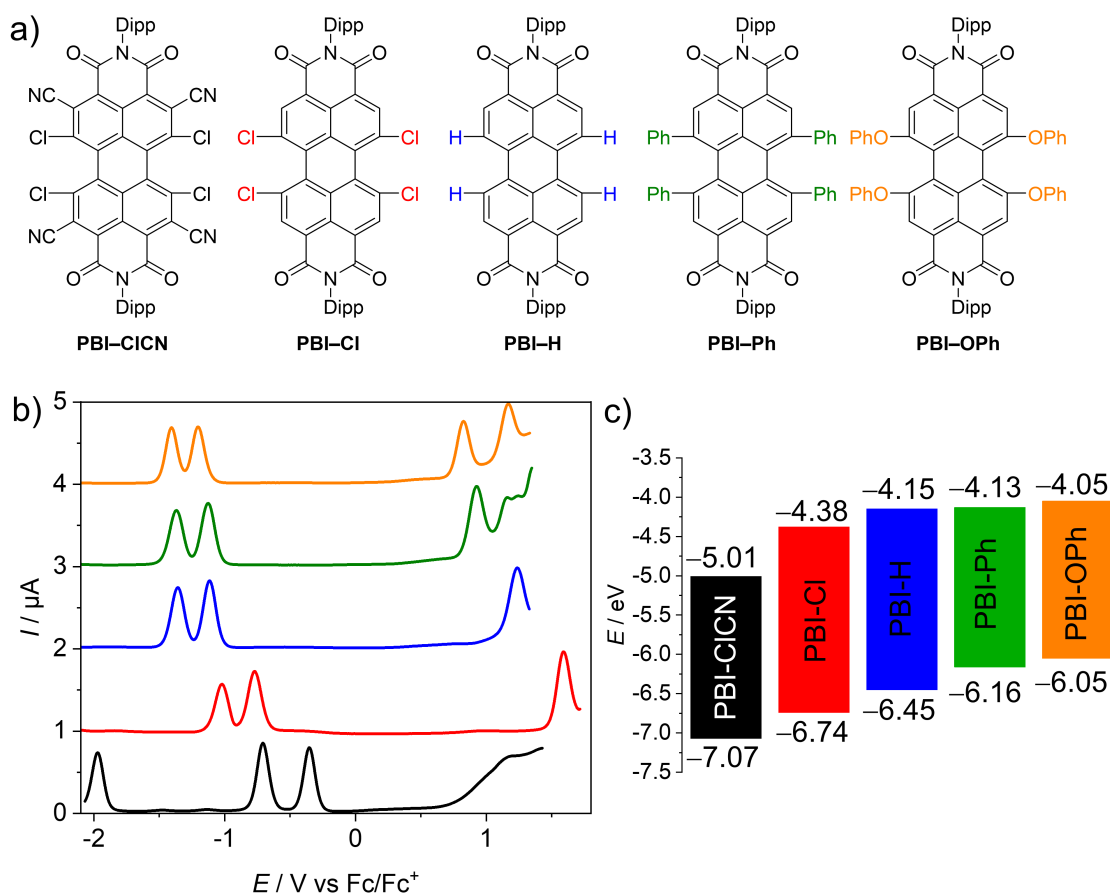 a)
Dipp Dipp Dipp Dipp Dipp
O N O O N O O N O O N O O N O
NC CN
Cl Cl Cl Cl H H Ph Ph PhO OPh
Cl Cl Cl Cl H H Ph Ph PhO OPh
NC CN
O N O O N O O N O O N O O N O
Dipp Dipp Dipp Dipp Dipp
PBI–ClCN PBI–Cl PBI–H PBI–Ph PBI–OPh
b)
5
4
3
2
1
0
-2 -1 0 1
I / µA
E / V vs Fc/Fc⁺
c)
-3.5
-4.0
-4.5
-5.0
-5.5
-6.0
-6.5
-7.0
-7.5
E / eV
–5.01
PBI-ClCN
–7.07
–4.38
PBI-Cl
–6.74
–4.15
PBI-H
–6.45
–4.13
PBI-Ph
–6.16
–4.05
PBI-OPh
–6.05